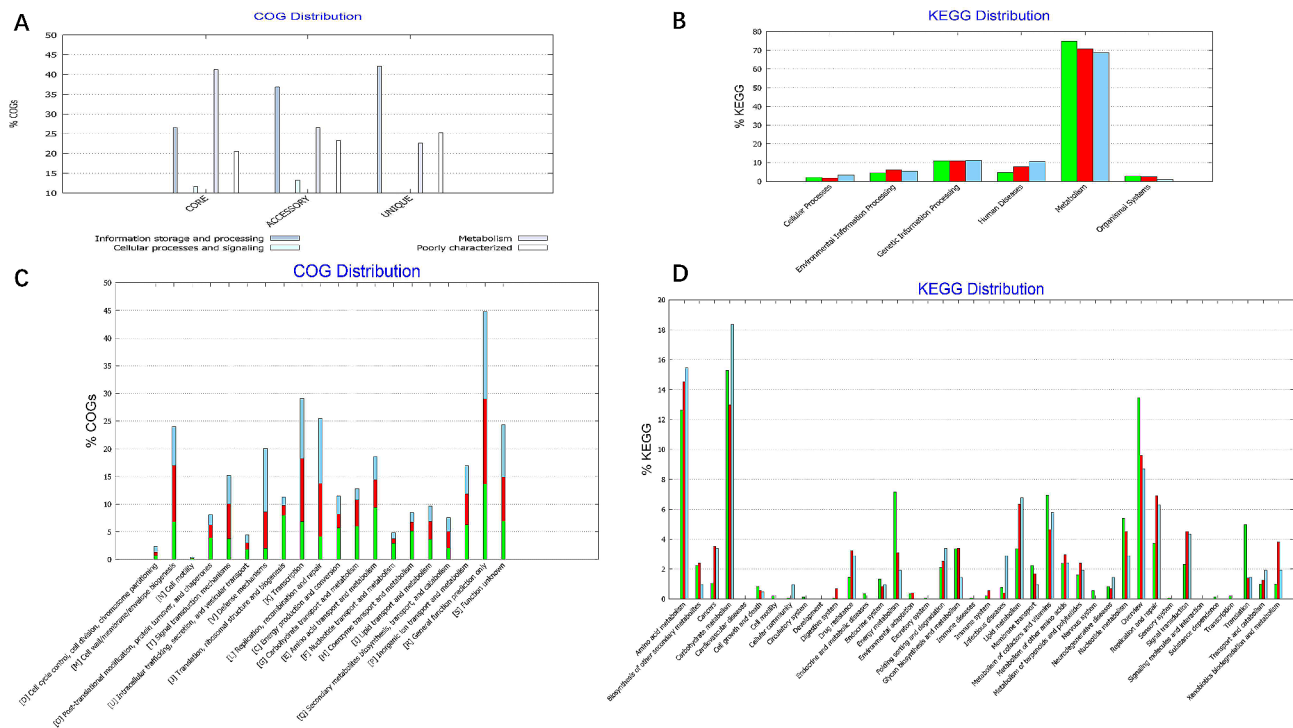 A
COG Distribution
% COGs
50
45
40
35
30
25
20
15
10
CORE
ACCESSORY
UNIQUE
Information storage and processing
Cellular processes and signaling
Metabolism
Poorly characterized
B
KEGG Distribution
% KEGG
80
70
60
50
40
30
20
10
0
Cellular Processes
Environmental Information Processing
Genetic Information Processing
Human Diseases
Metabolism
Organismal Systems
C
COG Distribution
% COGs
50
45
40
35
30
25
20
15
10
5
0
[D] Cell cycle control, cell division, chromosome partitioning
[M] Cell wall/membrane/envelope biogenesis
[N] Cell motility
[O] Post-translational modification, protein turnover, and chaperones
[T] Signal transduction mechanisms
[U] Intracellular trafficking, secretion, and vesicular transport
[V] Defense mechanisms
[J] Translation, ribosomal structure and biogenesis
[K] Transcription
[L] Replication, recombination and repair
[C] Energy production and conversion
[G] Carbohydrate transport and metabolism
[E] Amino acid transport and metabolism
[F] Nucleotide transport and metabolism
[H] Coenzyme transport and metabolism
[I] Lipid transport and metabolism
[Q] Secondary metabolites biosynthesis, transport, and catabolism
[P] Inorganic ion transport and metabolism
[R] General function prediction only
[S] Function unknown
D
KEGG Distribution
% KEGG
20
18
16
14
12
10
8
6
4
2
0
Amino acid metabolism
Biosynthesis of other secondary metabolites
Cancers
Carbohydrate metabolism
Cardiovascular diseases
Cell growth and death
Cell motility
Cellular community
Circulatory system
Development
Digestive system
Drug resistance
Endocrine and metabolic diseases
Endocrine system
Energy metabolism
Environmental adaptation
Excretory system
Folding sorting and degradation
Glycan biosynthesis and metabolism
Immune diseases
Immune system
Infectious diseases
Lipid metabolism
Membrane transport
Metabolism of cofactors and vitamins
Metabolism of other amino acids
Metabolism of terpenoids and polyketides
Nervous system
Neurodegenerative diseases
Nucleotide metabolism
Overview
Replication and repair
Sensory system
Signal transduction
Signaling molecules and interaction
Substance dependence
Transcription
Translation
Transport and catabolism
Xenobiotics biodegradation and metabolism